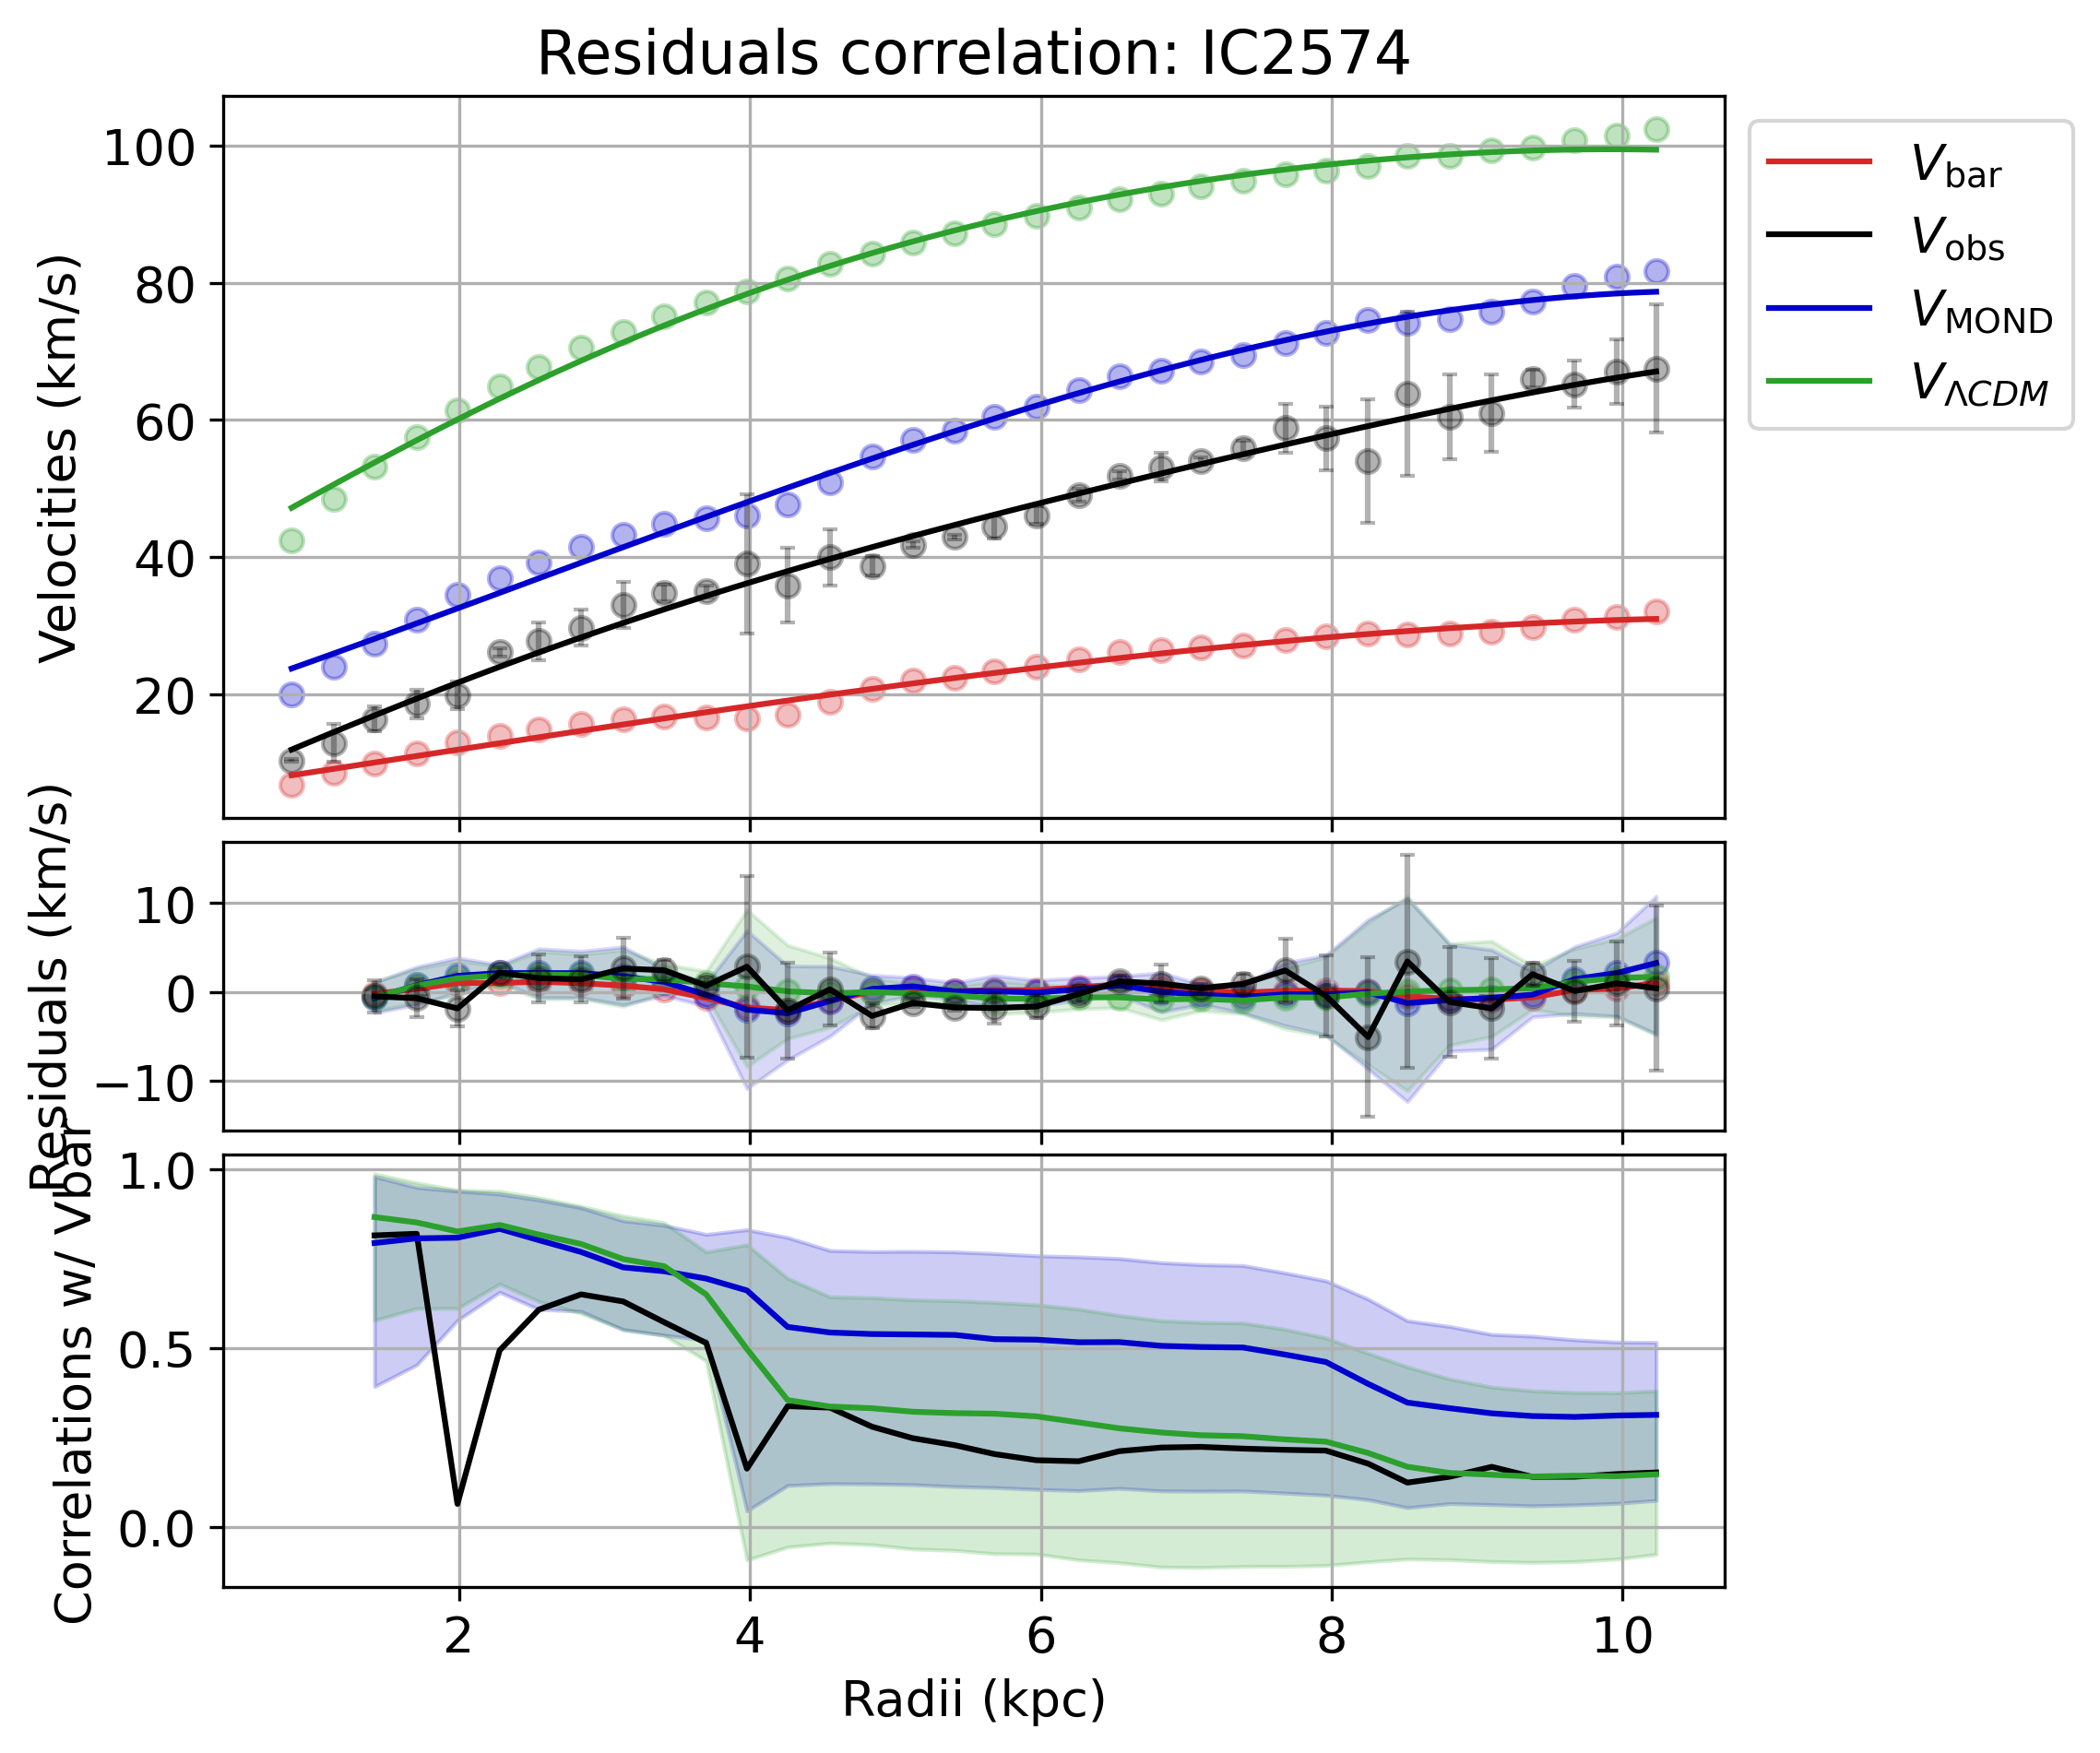 Residuals correlation: IC2574
Velocities (km/s)
100
80
60
40
20
V_bar
V_obs
V_MOND
V_ΛCDM
Residuals (km/s)
10
0
−10
Correlations w/ Vbar
1.0
0.5
0.0
2 4 6 8 10
Radii (kpc)